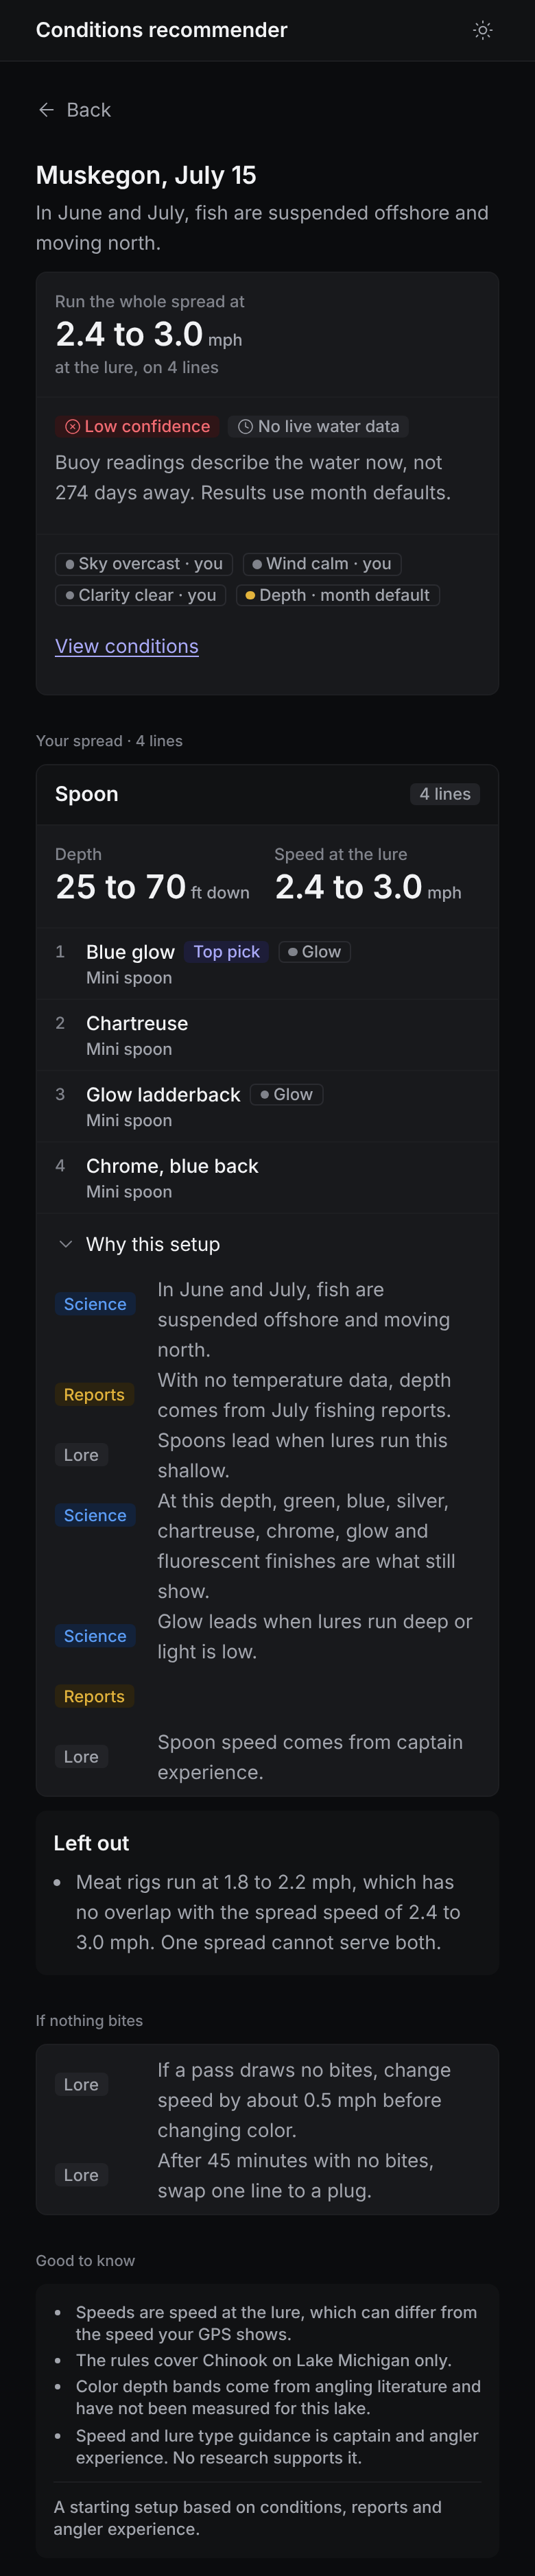 Conditions recommender
Back
Muskegon, July 15
In June and July, fish are suspended offshore and
moving north.
Run the whole spread at
2.4 to 3.0 mph
at the lure, on 4 lines
Low confidence No live water data
Buoy readings describe the water now, not
274 days away. Results use month defaults.
Sky overcast · you Wind calm · you
Clarity clear · you Depth · month default
View conditions
Your spread · 4 lines
Spoon 4 lines
Depth Speed at the lure
25 to 70 ft down 2.4 to 3.0 mph
1 Blue glow Top pick Glow
Mini spoon
2 Chartreuse
Mini spoon
3 Glow ladderback Glow
Mini spoon
4 Chrome, blue back
Mini spoon
Why this setup
Science In June and July, fish are
suspended offshore and moving
north.
Reports With no temperature data, depth
comes from July fishing reports.
Lore Spoons lead when lures run this
shallow.
Science At this depth, green, blue, silver,
chartreuse, chrome, glow and
fluorescent finishes are what still
show.
Science Glow leads when lures run deep or
light is low.
Reports
Lore Spoon speed comes from captain
experience.
Left out
• Meat rigs run at 1.8 to 2.2 mph, which has
no overlap with the spread speed of 2.4 to
3.0 mph. One spread cannot serve both.
If nothing bites
Lore If a pass draws no bites, change
speed by about 0.5 mph before
changing color.
Lore After 45 minutes with no bites,
swap one line to a plug.
Good to know
• Speeds are speed at the lure, which can differ from
the speed your GPS shows.
• The rules cover Chinook on Lake Michigan only.
• Color depth bands come from angling literature and
have not been measured for this lake.
• Speed and lure type guidance is captain and angler
experience. No research supports it.
A starting setup based on conditions, reports and
angler experience.